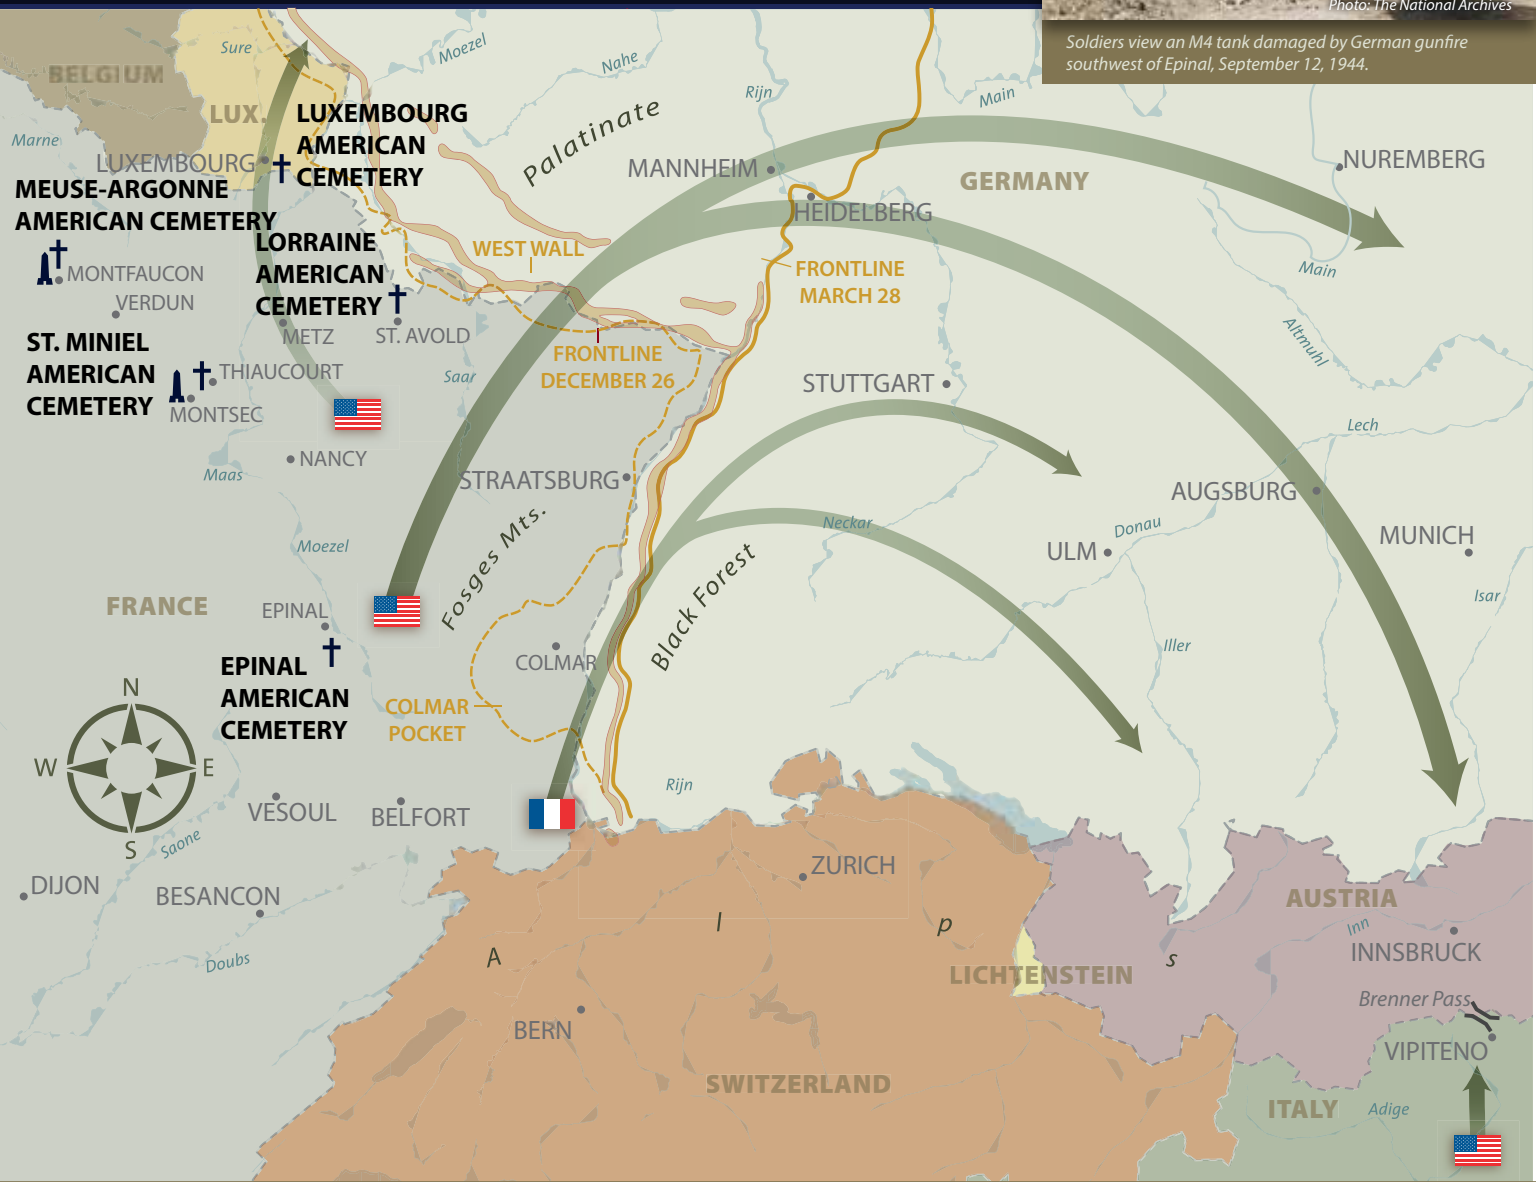 Photo: The National Archives
Soldiers view an M4 tank damaged by German gunfire
southwest of Epinal, September 12, 1944.
Sure
Moezel
Nahe
Rijn
Main
BELGIUM
LUX.
Marne
LUXEMBOURG
LUXEMBOURG
AMERICAN
CEMETERY
Palatinate
MANNHEIM
GERMANY
NUREMBERG
MEUSE-ARGONNE
AMERICAN CEMETERY
HEIDELBERG
LORRAINE
AMERICAN
CEMETERY
WEST WALL
FRONTLINE
MARCH 28
Main
MONTFAUCON
VERDUN
METZ
ST. AVOLD
Altmuhl
ST. MINIEL
AMERICAN
CEMETERY
THIAUCOURT
MONTSEC
FRONTLINE
DECEMBER 26
Saar
STUTTGART
Lech
NANCY
Maas
STRAATSBURG
AUGSBURG
Moezel
Fosges Mts.
Neckar
Donau
ULM
MUNICH
Black Forest
FRANCE
EPINAL
Isar
EPINAL
AMERICAN
CEMETERY
COLMAR
Iller
COLMAR
POCKET
N
W
E
S
Rijn
VESOUL
BELFORT
Saone
DIJON
BESANCON
ZURICH
AUSTRIA
A
l
p
s
Inn
INNSBRUCK
Doubs
LICHTENSTEIN
Brenner Pass
BERN
VIPITENO
SWITZERLAND
ITALY
Adige